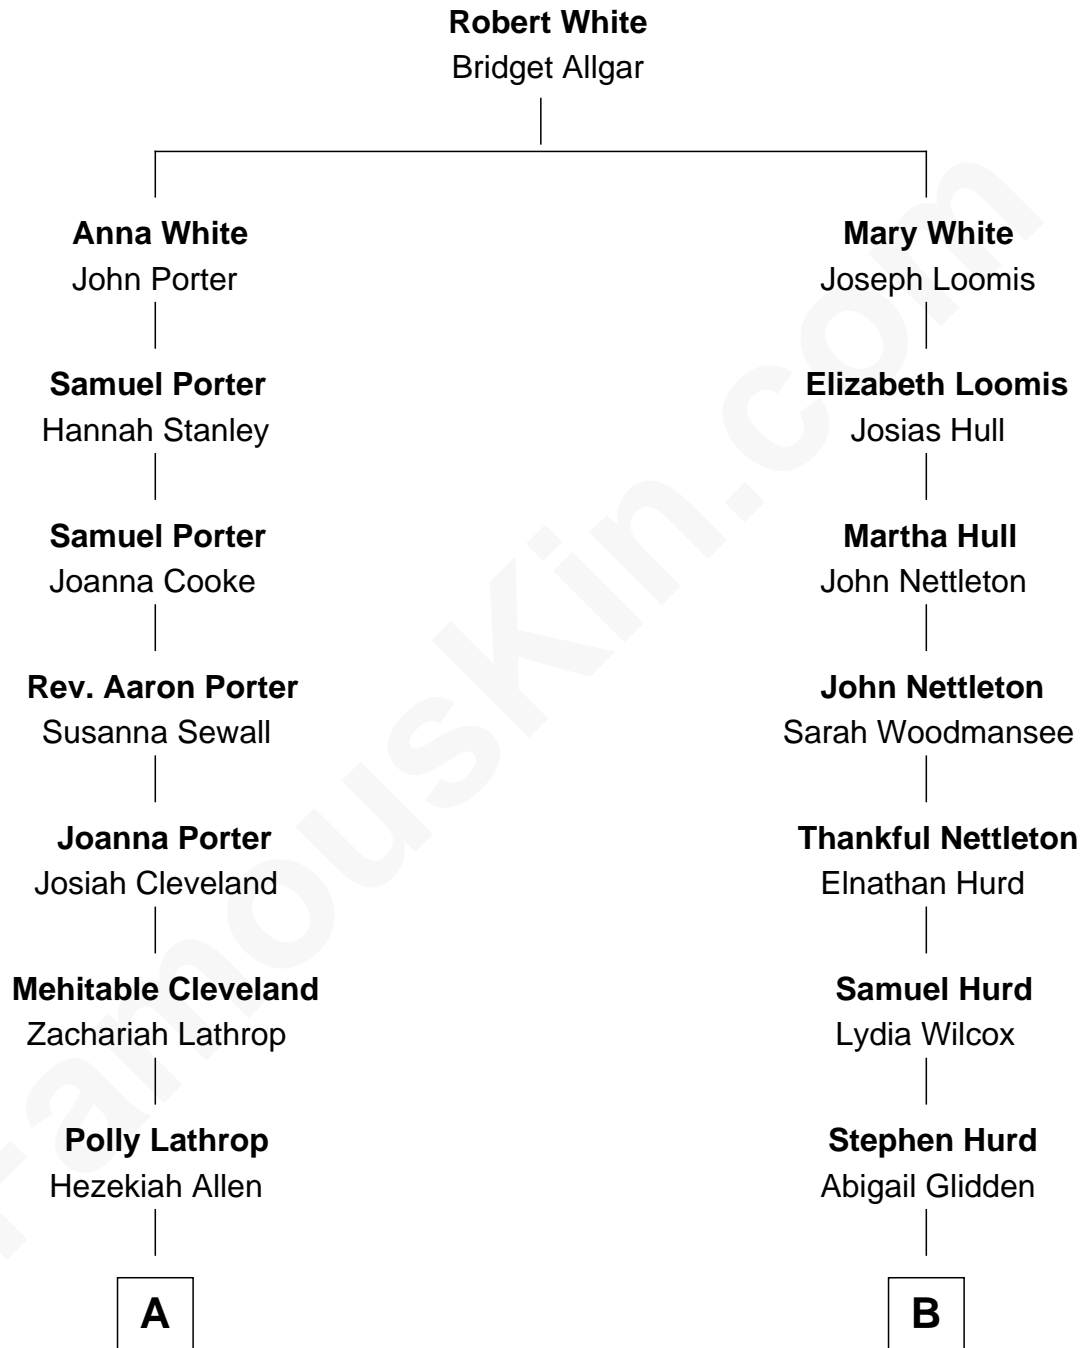 Robert White
Bridget Allgar
Anna White
John Porter
Mary White
Joseph Loomis
Samuel Porter
Hannah Stanley
Elizabeth Loomis
Josias Hull
Samuel Porter
Joanna Cooke
Martha Hull
John Nettleton
Rev. Aaron Porter
Susanna Sewall
John Nettleton
Sarah Woodmansee
Joanna Porter
Josiah Cleveland
Thankful Nettleton
Elnathan Hurd
Mehitable Cleveland
Zachariah Lathrop
Samuel Hurd
Lydia Wilcox
Polly Lathrop
Hezekiah Allen
Stephen Hurd
Abigail Glidden
A
B
FamousKin.com